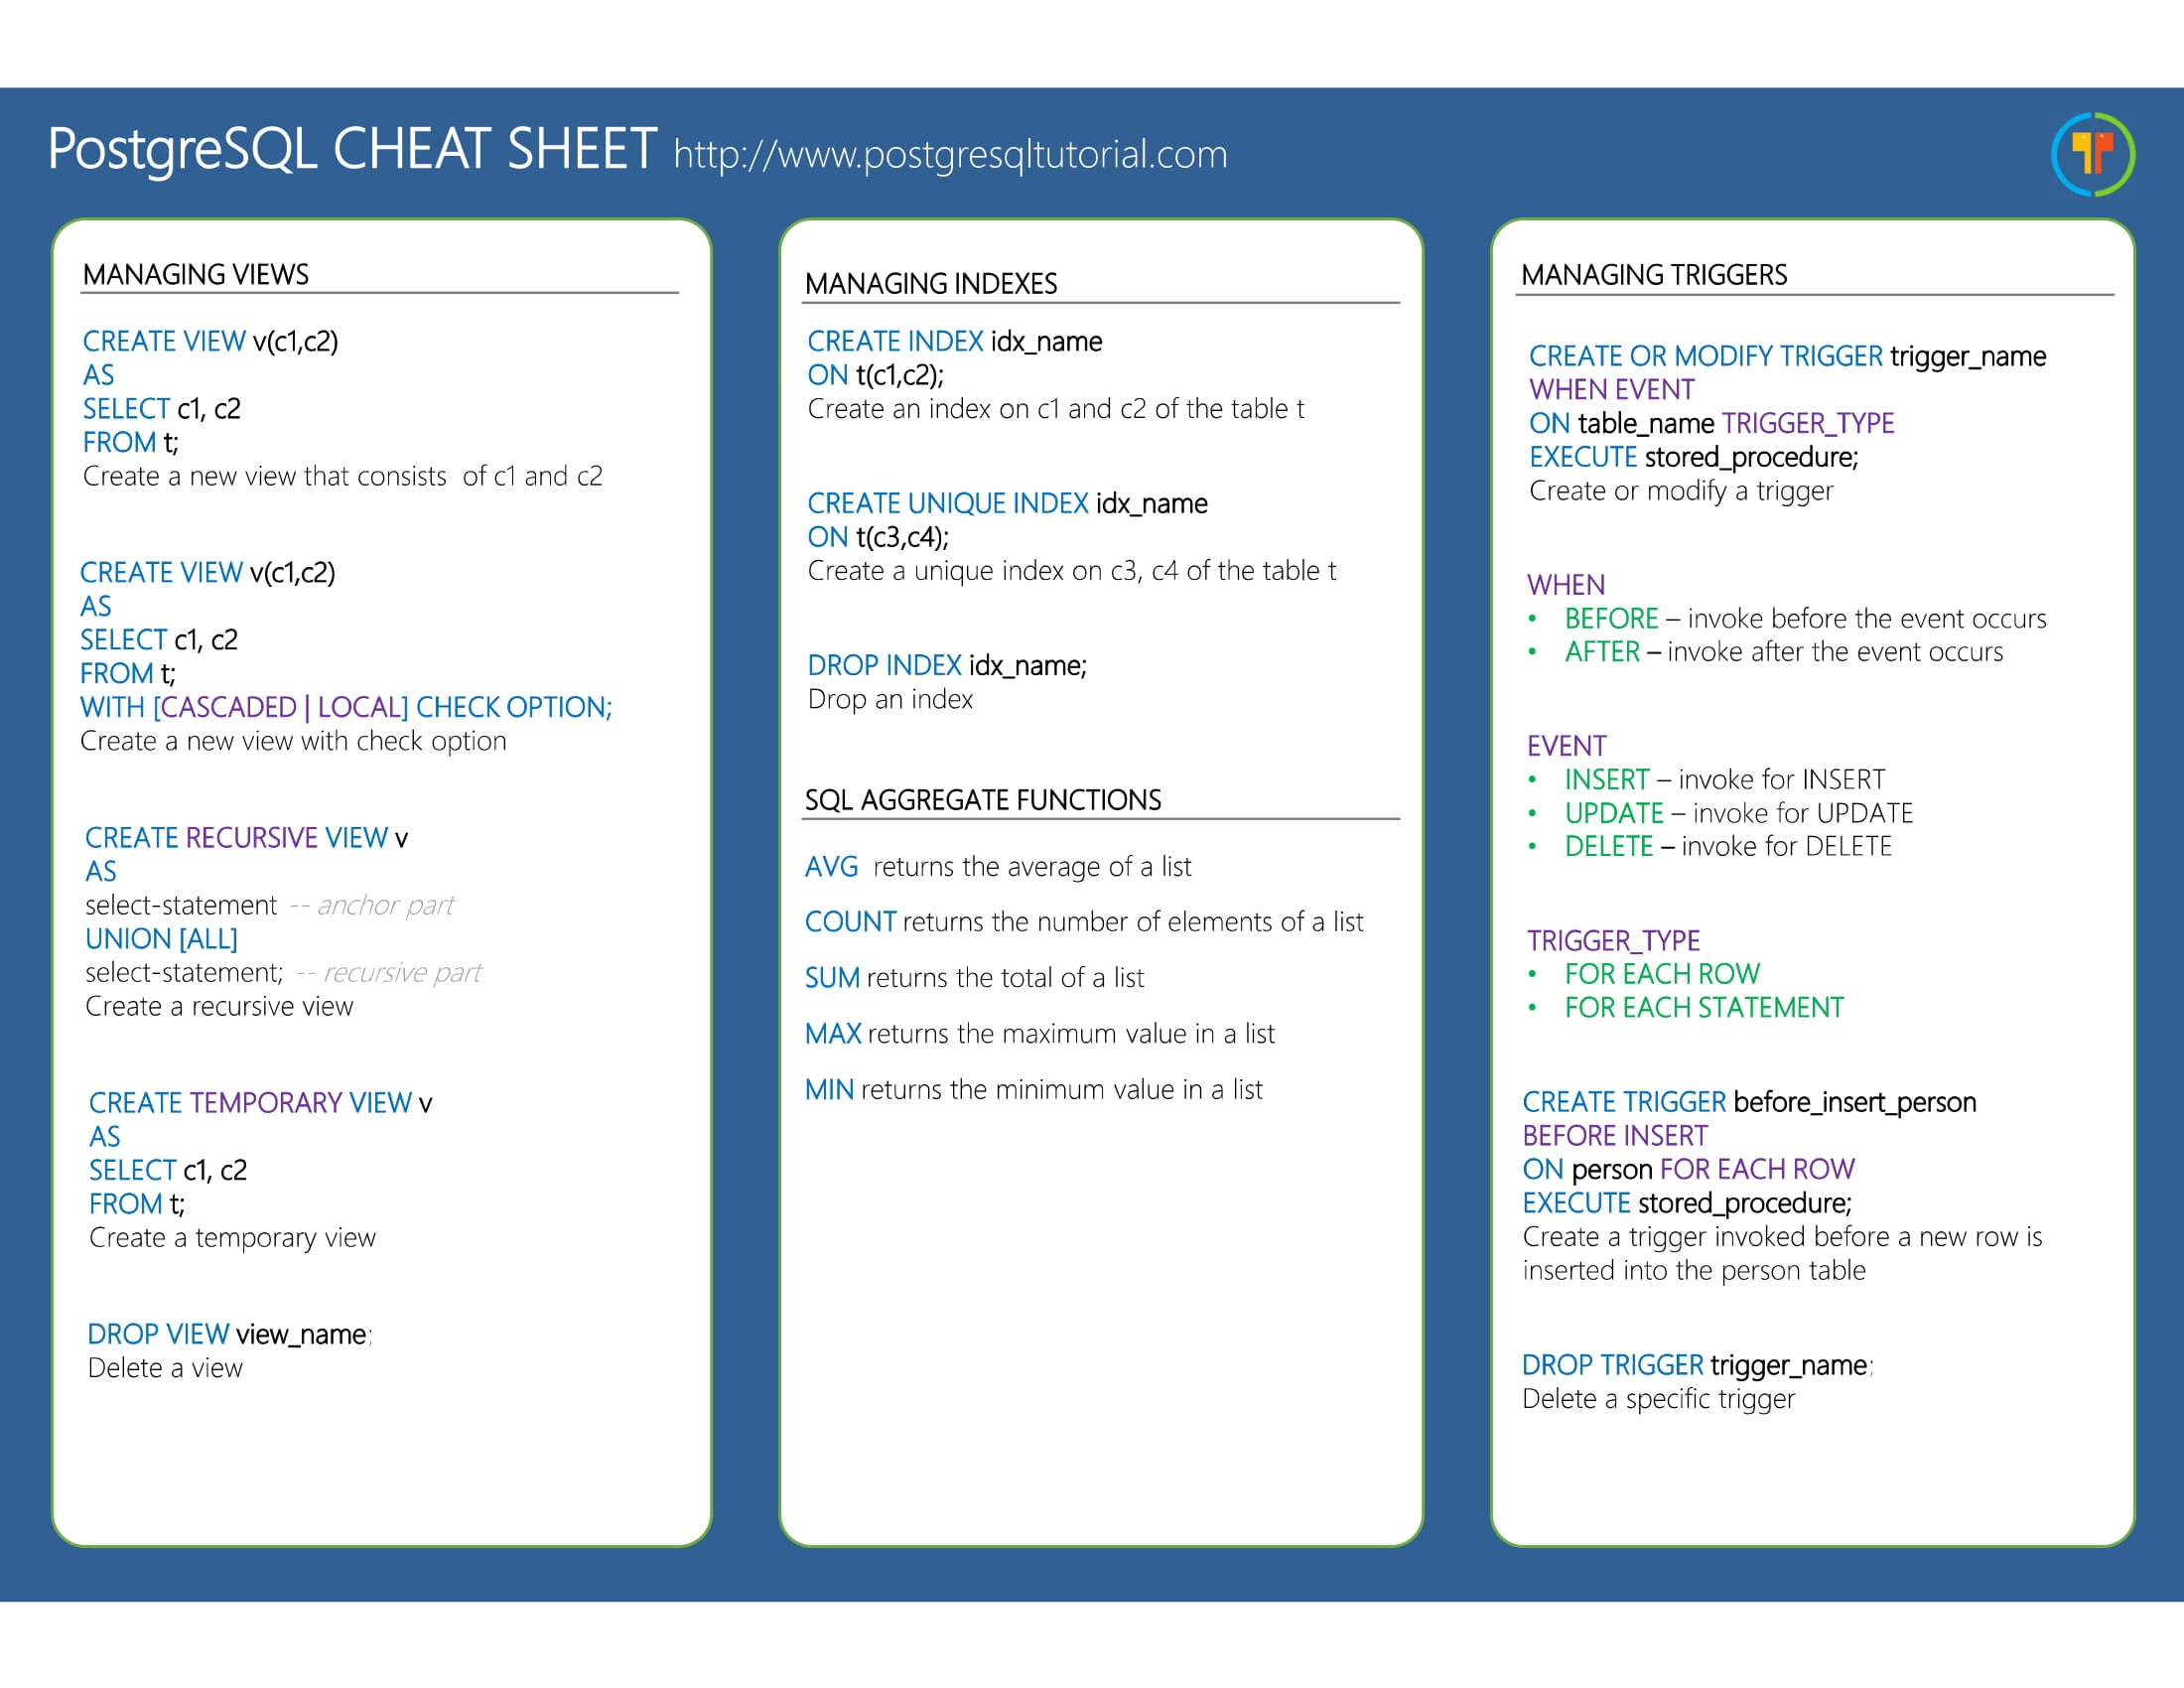 PostgreSQL CHEAT SHEET http://www.postgresqltutorial.com
MANAGING VIEWS
CREATE VIEW v(c1,c2)
AS
SELECT c1, c2
FROM t;
Create a new view that consists  of c1 and c2
CREATE VIEW v(c1,c2)
AS
SELECT c1, c2
FROM t;
WITH [CASCADED | LOCAL] CHECK OPTION;
Create a new view with check option
CREATE RECURSIVE VIEW v
AS
select-statement -- anchor part
UNION [ALL]
select-statement; -- recursive part
Create a recursive view
CREATE TEMPORARY VIEW v
AS
SELECT c1, c2
FROM t;
Create a temporary view
DROP VIEW view_name;
Delete a view
MANAGING INDEXES
CREATE INDEX idx_name
ON t(c1,c2);
Create an index on c1 and c2 of the table t
CREATE UNIQUE INDEX idx_name
ON t(c3,c4);
Create a unique index on c3, c4 of the table t
DROP INDEX idx_name;
Drop an index
SQL AGGREGATE FUNCTIONS
AVG returns the average of a list
COUNT returns the number of elements of a list
SUM returns the total of a list
MAX returns the maximum value in a list
MIN returns the minimum value in a list
MANAGING TRIGGERS
CREATE OR MODIFY TRIGGER trigger_name
WHEN EVENT
ON table_name TRIGGER_TYPE
EXECUTE stored_procedure;
Create or modify a trigger
WHEN
• BEFORE – invoke before the event occurs
• AFTER – invoke after the event occurs
EVENT
• INSERT – invoke for INSERT
• UPDATE – invoke for UPDATE
• DELETE – invoke for DELETE
TRIGGER_TYPE
• FOR EACH ROW
• FOR EACH STATEMENT
CREATE TRIGGER before_insert_person
BEFORE INSERT
ON person FOR EACH ROW
EXECUTE stored_procedure;
Create a trigger invoked before a new row is
inserted into the person table
DROP TRIGGER trigger_name;
Delete a specific trigger